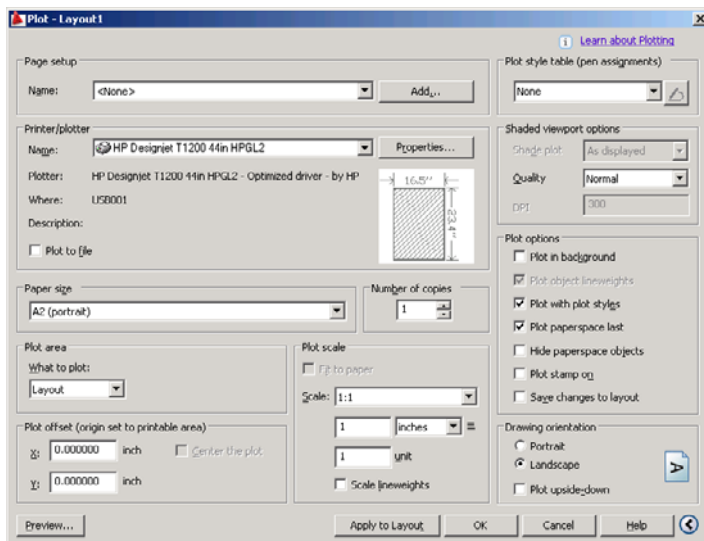 Plot - Layout1
Learn about Plotting
Page setup
Name: <None> Add...
Plot style table (pen assignments)
None
Printer/plotter
Name: HP Designjet T1200 44in HPGL2 Properties...
Plotter: HP Designjet T1200 44in HPGL2 - Optimized driver - by HP
Where: USB001
Description:
Plot to file
16.5''
23.4''
Shaded viewport options
Shade plot As displayed
Quality Normal
DPI 300
Paper size
A2 (portrait)
Number of copies
1
Plot options
Plot in background
Plot object lineweights
Plot with plot styles
Plot paperspace last
Hide paperspace objects
Plot stamp on
Save changes to layout
Plot area
What to plot:
Layout
Plot scale
Fit to paper
Scale: 1:1
1 inches =
1 unit
Scale lineweights
Plot offset (origin set to printable area)
X: 0.000000 inch Center the plot
Y: 0.000000 inch
Drawing orientation
Portrait
Landscape
Plot upside-down
A
Preview... Apply to Layout OK Cancel Help